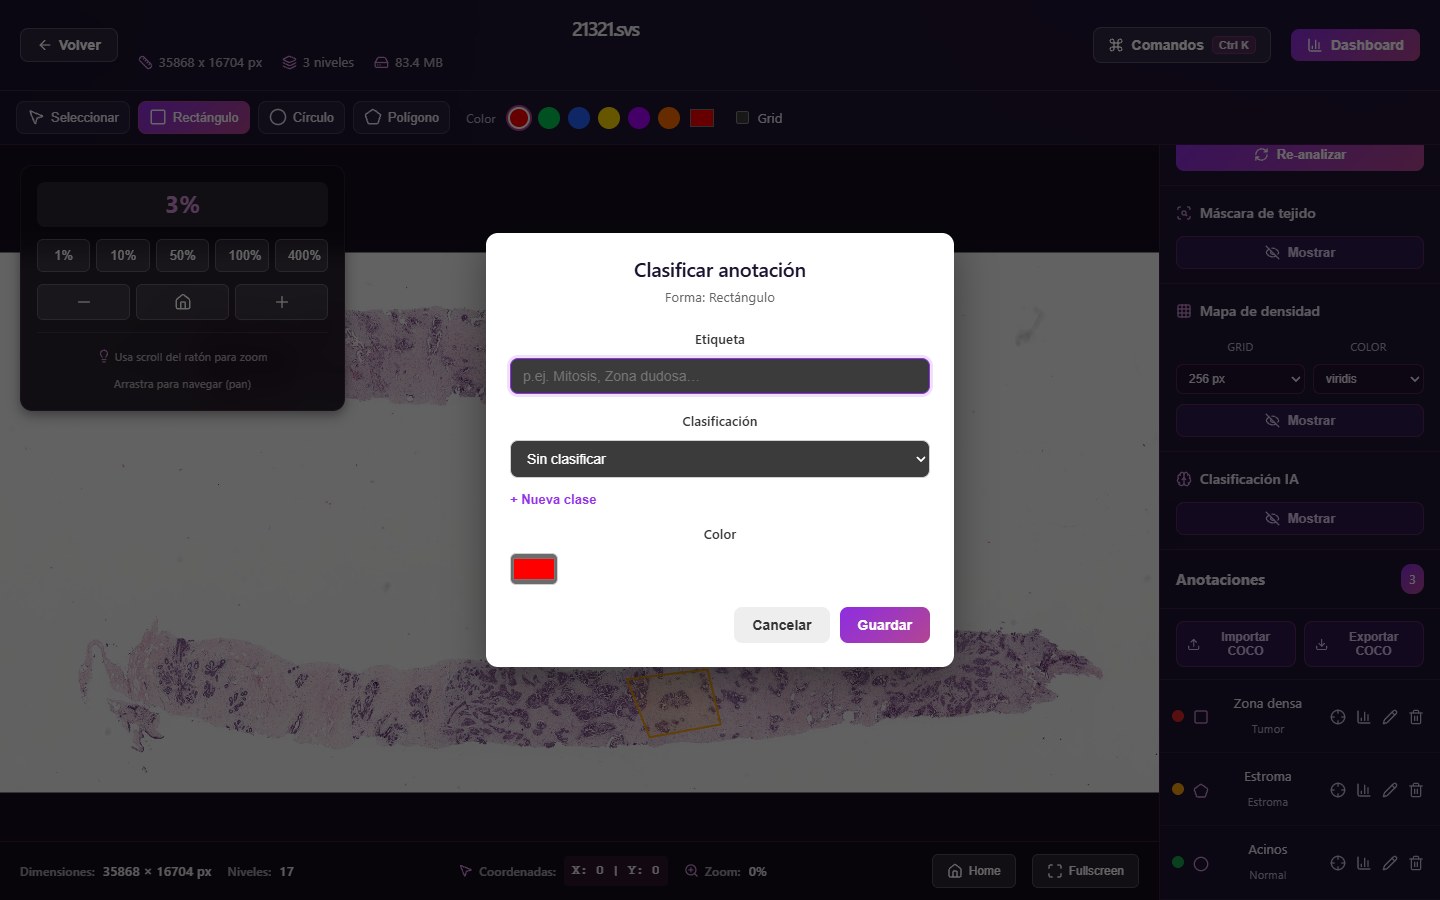 21321.svs
Volver
35868 x 16704 px
3 niveles
83.4 MB
Comandos
Ctrl K
Dashboard
Seleccionar
Rectángulo
Círculo
Polígono
Color
Grid
3%
1%
10%
50%
100%
400%
Usa scroll del ratón para zoom
Arrastra para navegar (pan)
Clasificar anotación
Forma: Rectángulo
Etiqueta
p.ej. Mitosis, Zona dudosa...
Clasificación
Sin clasificar
+ Nueva clase
Color
Cancelar
Guardar
Re-analizar
Máscara de tejido
Mostrar
Mapa de densidad
GRID
COLOR
256 px
viridis
Mostrar
Clasificación IA
Mostrar
Anotaciones
3
Importar
COCO
Exportar
COCO
Zona densa
Tumor
Estroma
Estroma
Acinos
Normal
Dimensiones: 35868 × 16704 px
Niveles: 17
Coordenadas: X: 0 | Y: 0
Zoom: 0%
Home
Fullscreen